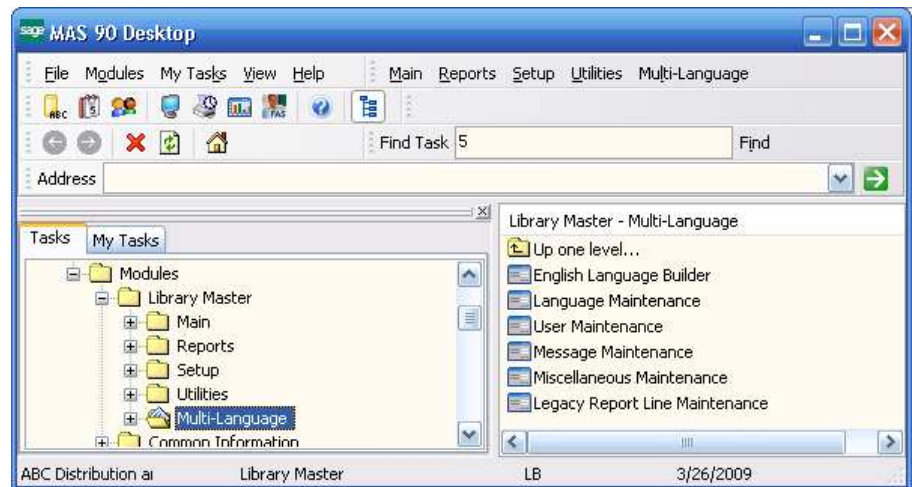 sage MAS 90 Desktop
File Modules My Tasks View Help Main Reports Setup Utilities Multi-Language
ABC 5 FAS
Find Task 5 Find
Address
Tasks My Tasks
Modules
Library Master
Main
Reports
Setup
Utilities
Multi-Language
Common Information
Library Master - Multi-Language
Up one level...
English Language Builder
Language Maintenance
User Maintenance
Message Maintenance
Miscellaneous Maintenance
Legacy Report Line Maintenance
ABC Distribution ar Library Master LB 3/26/2009